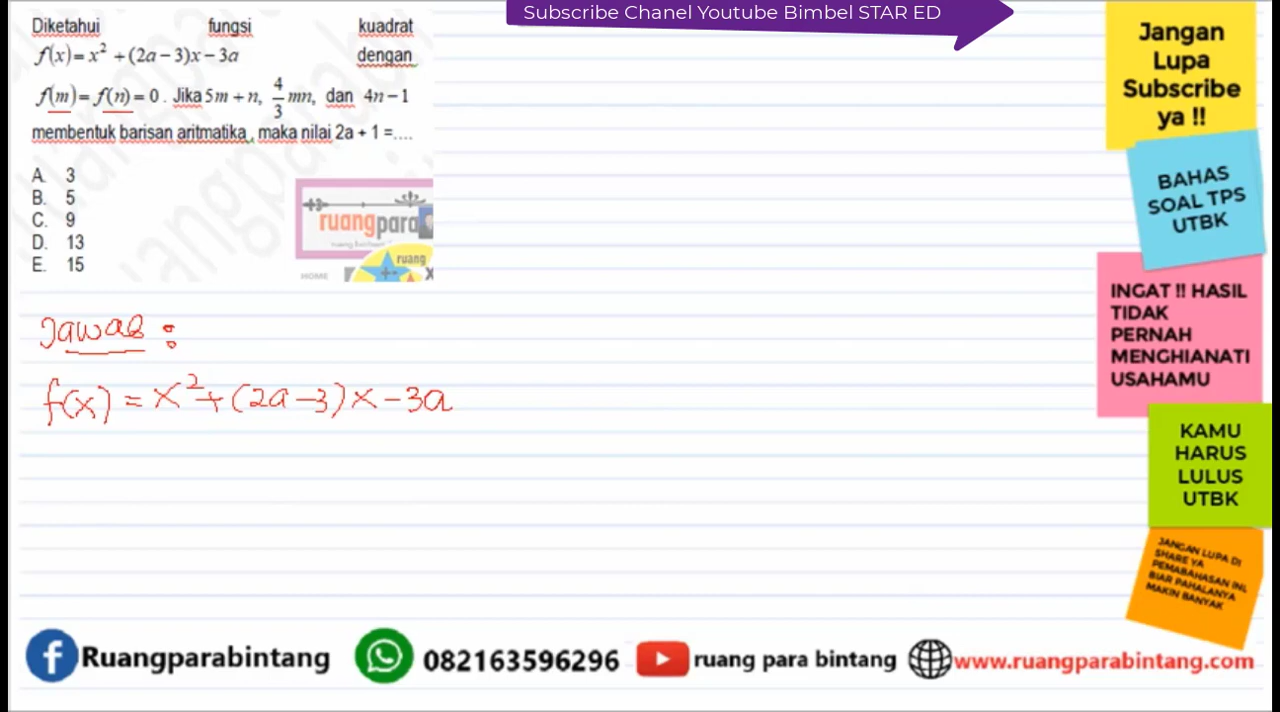 Subscribe Chanel Youtube Bimbel STAR ED
Diketahui fungsi kuadrat
f(x) = x² + (2a − 3)x − 3a dengan
f(m) = f(n) = 0. Jika 5m + n, 4/3 mn, dan 4n − 1
membentuk barisan aritmatika, maka nilai 2a + 1 =....
A. 3
B. 5
C. 9
D. 13
E. 15
ruangpara
HOME
ruang
Jawab :
f(x) = x² + (2a − 3)x − 3a
Jangan
Lupa
Subscribe
ya !!
BAHAS
SOAL TPS
UTBK
INGAT !! HASIL
TIDAK
PERNAH
MENGHIANATI
USAHAMU
KAMU
HARUS
LULUS
UTBK
JANGAN LUPA DI
SHARE YA
PEMABAHASAN INI,
BIAR PAHALANYA
MAKIN BANYAK
Ruangparabintang
082163596296
ruang para bintang
www.ruangparabintang.com